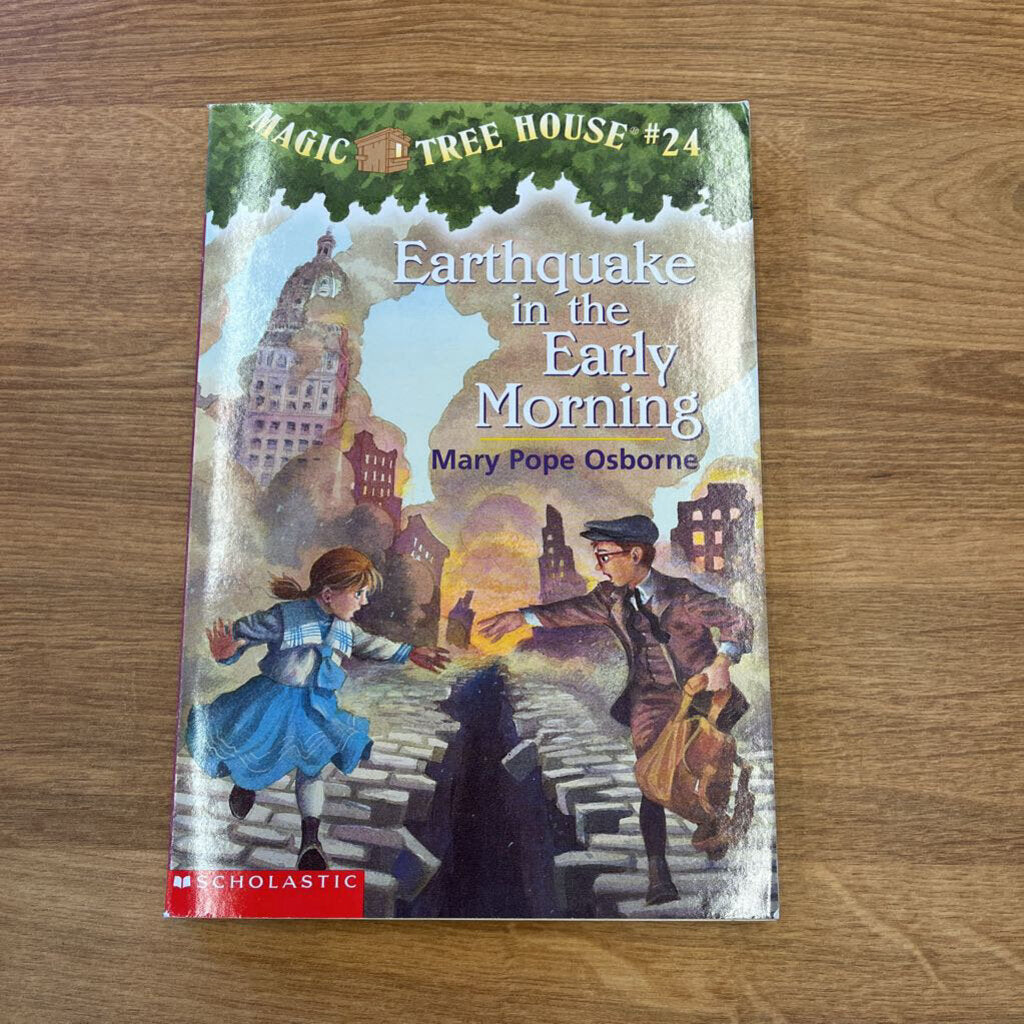 MAGIC TREE HOUSE® #24
Earthquake
in the
Early
Morning
Mary Pope Osborne
SCHOLASTIC